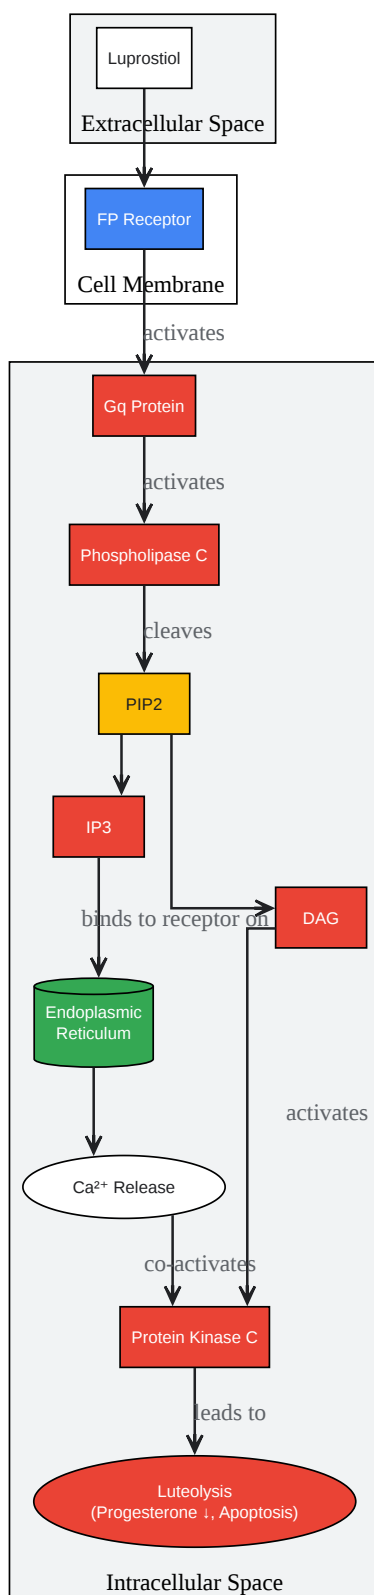 Luprostiol
Extracellular Space
FP Receptor
Cell Membrane
activates
Gq Protein
activates
Phospholipase C
cleaves
PIP2
IP3
binds to receptor on
DAG
Endoplasmic
Reticulum
activates
Ca²⁺ Release
co-activates
Protein Kinase C
leads to
Luteolysis
(Progesterone ↓, Apoptosis)
Intracellular Space